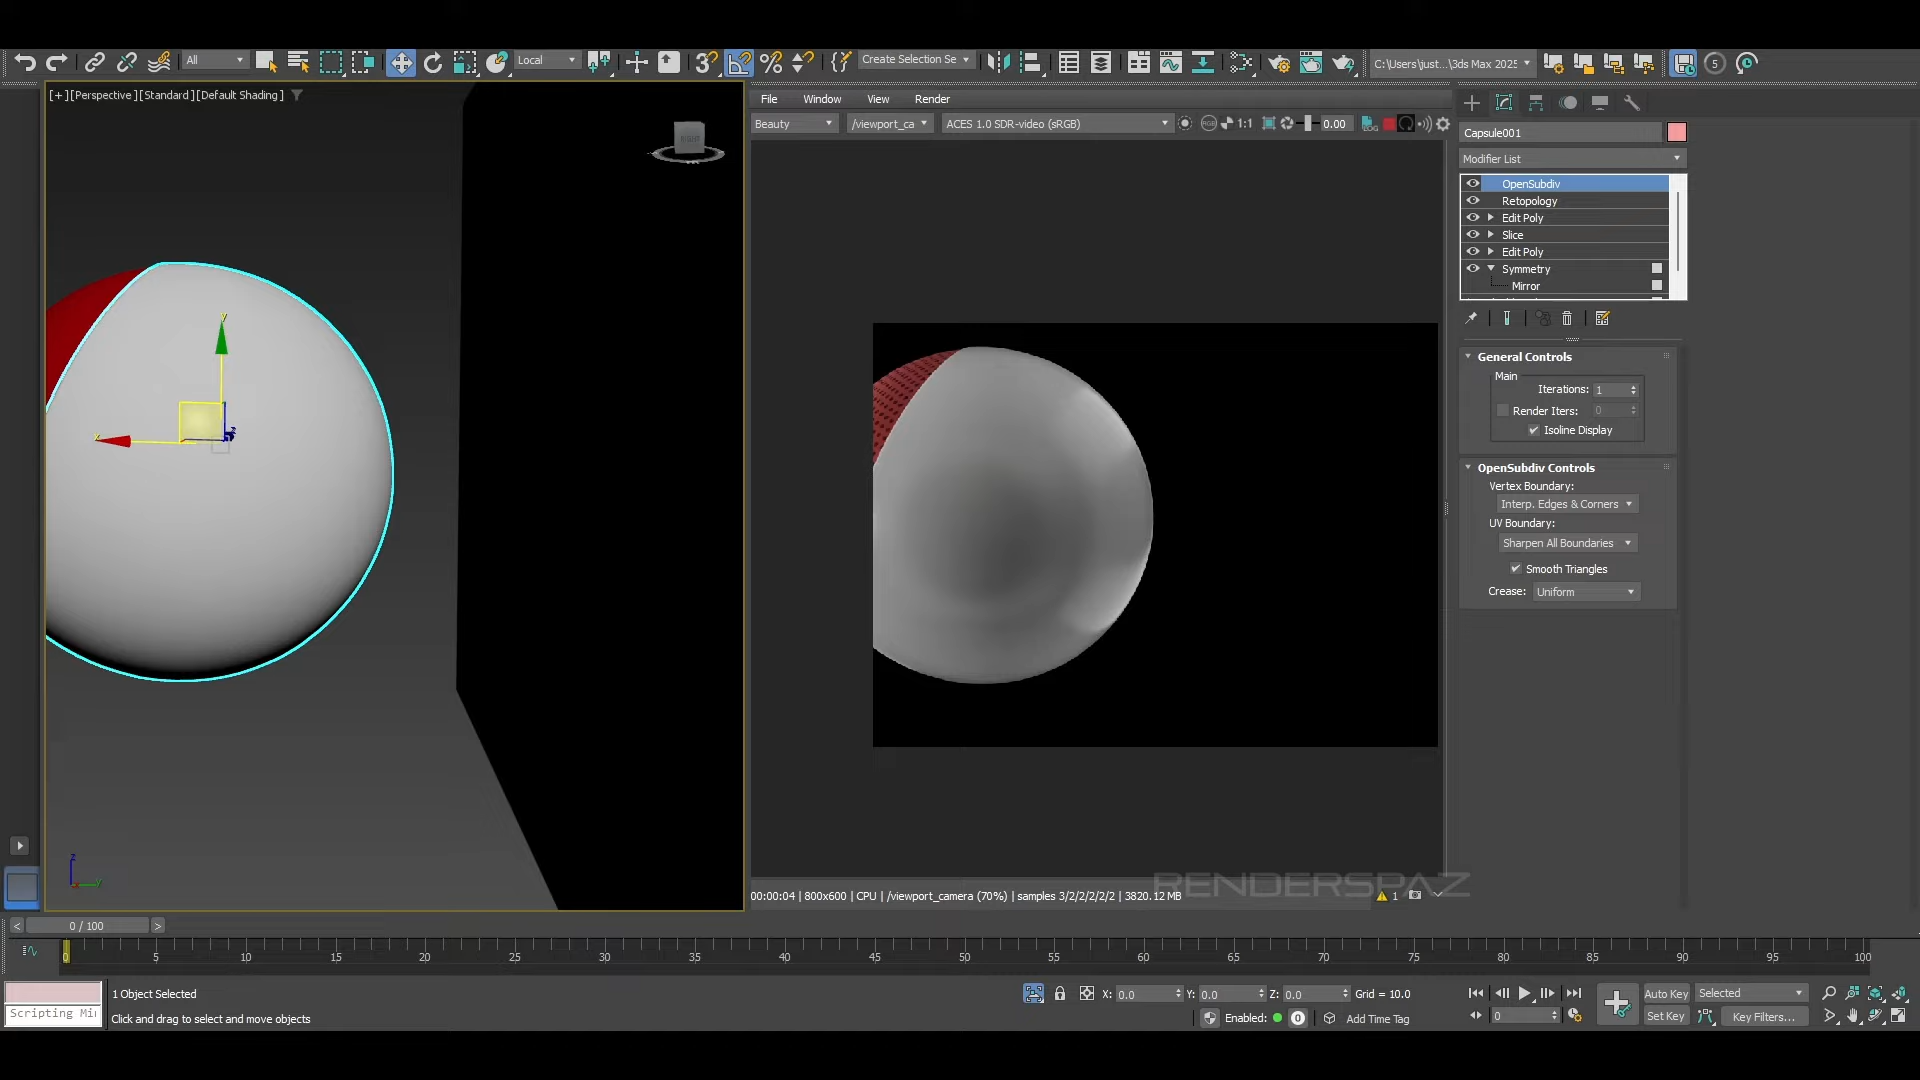 All
Local
Create Selection Se
C:\Users\just...\3ds Max 2025
5
[+][Perspective][Standard][Default Shading]
RIGHT
File Window View Render
Beauty /viewport_ca ACES 1.0 SDR-video (sRGB) RGB 1:1 0.00 LOG
Capsule001
Modifier List
OpenSubdiv
Retopology
Edit Poly
Slice
Edit Poly
Symmetry
Mirror
General Controls
Main
Iterations: 1
Render Iters: 0
Isoline Display
OpenSubdiv Controls
Vertex Boundary:
Interp. Edges & Corners
UV Boundary:
Sharpen All Boundaries
Smooth Triangles
Crease: Uniform
y
x
z
z
y
00:00:04 | 800x600 | CPU | /viewport_camera (70%) | samples 3/2/2/2/2/2 | 3820.12 MB
1
RENDERSPAZ
< 0 / 100 >
0 5 10 15 20 25 30 35 40 45 50 55 60 65 70 75 80 85 90 95 100
1 Object Selected
X: 0.0 Y: 0.0 Z: 0.0 Grid = 10.0
Auto Key Selected
Scripting Mi
Click and drag to select and move objects
Enabled: 0 Add Time Tag
0
Set Key Key Filters...